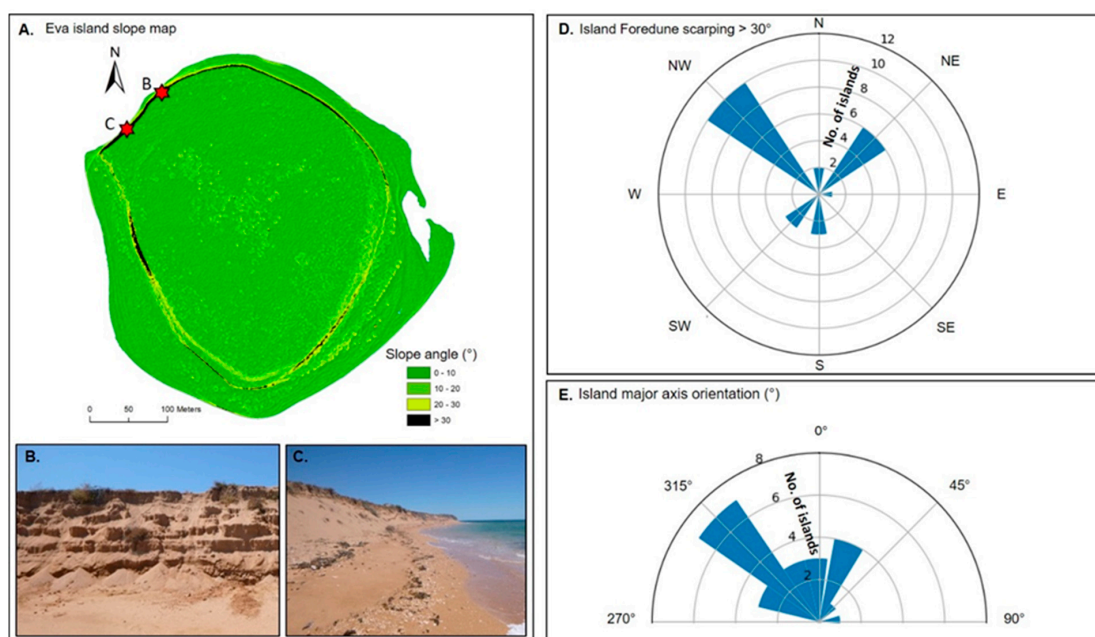 A. Eva island slope map
N
B
C
Slope angle (°)
0 - 10
10 - 20
20 - 30
> 30
0 50 100 Meters
B.
C.
D. Island Foredune scarping > 30°
N
NE
E
SE
S
SW
W
NW
No. of islands
2
4
6
8
10
12
E. Island major axis orientation (°)
0°
45°
90°
270°
315°
No. of islands
2
4
6
8